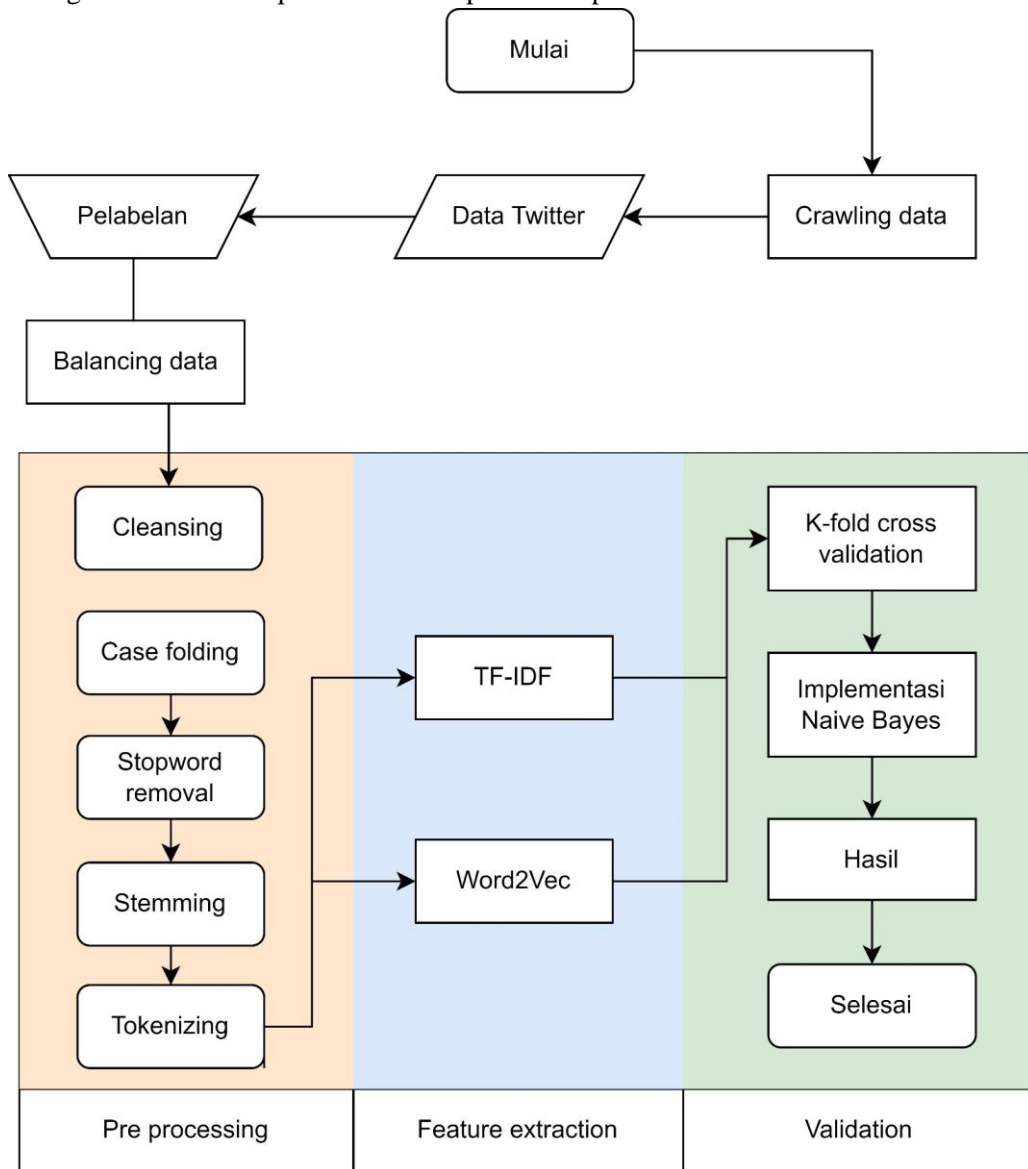 Mulai
Crawling data
Data Twitter
Pelabelan
Balancing data
Cleansing
Case folding
Stopword
removal
Stemming
Tokenizing
TF-IDF
Word2Vec
K-fold cross
validation
Implementasi
Naive Bayes
Hasil
Selesai
Pre processing
Feature extraction
Validation